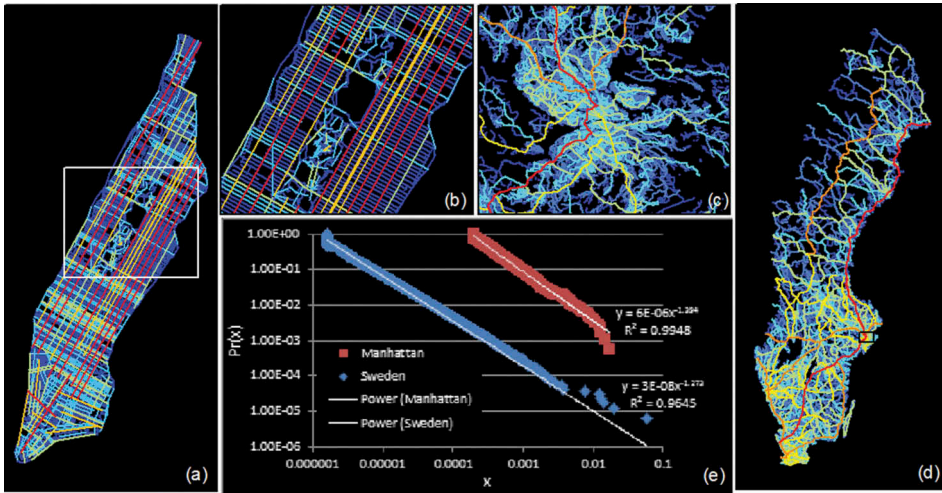 (a)
(b)
(c)
1.00E+00
1.00E-01
1.00E-02
1.00E-03
1.00E-04
1.00E-05
1.00E-06
Pr(x)
Manhattan
Sweden
Power (Manhattan)
Power (Sweden)
R² = 0.9948
R² = 0.9645
0.000001
0.00001
0.0001
0.001
0.01
0.1
x
(e)
(d)